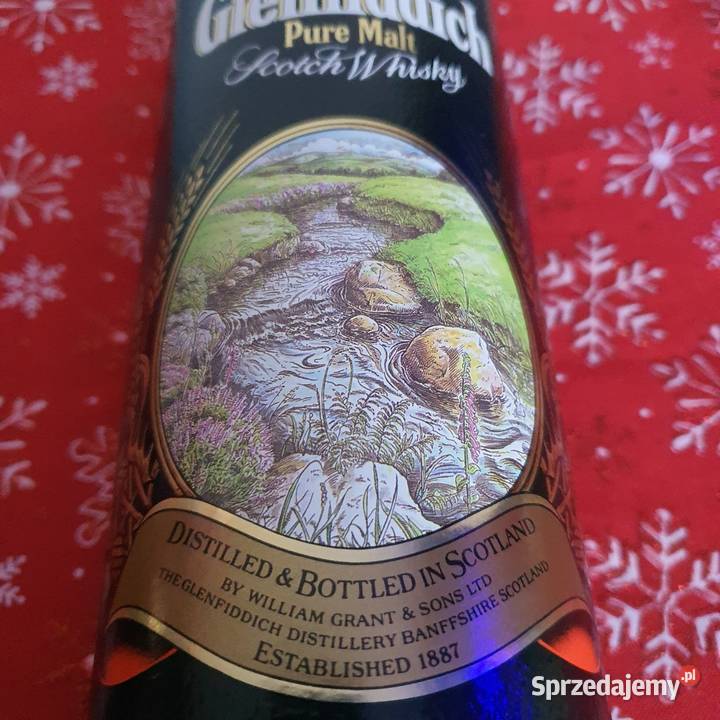 Glenfiddich
Pure Malt
Scotch Whisky
DISTILLED & BOTTLED IN SCOTLAND
BY WILLIAM GRANT & SONS LTD
THE GLENFIDDICH DISTILLERY BANFFSHIRE SCOTLAND
ESTABLISHED 1887
Sprzedajemy.pl